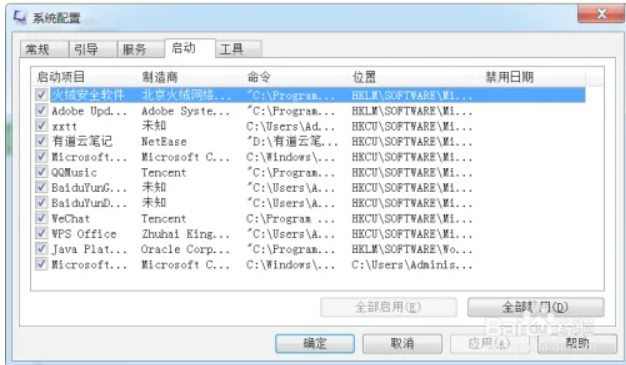 系统配置
常规 引导 服务 启动 工具
启动项目 制造商 命令 位置 禁用日期
火绒安全软件 北京火绒网络... "C:\Program... HKLM\SOFTWARE\Mi...
Adobe Upd... Adobe Syste... "C:\Program... HKLM\SOFTWARE\Mi...
xxtt 未知 C:\Users\Ad... HKCU\SOFTWARE\Mi...
有道云笔记 NetEase "D:\有道云笔... HKCU\SOFTWARE\Mi...
Microsoft... Microsoft C... C:\Windows\... HKCU\SOFTWARE\Mi...
QQMusic Tencent "C:\Program... HKCU\SOFTWARE\Mi...
BaiduYunG... 未知 "C:\Users\A... HKCU\SOFTWARE\Mi...
BaiduYunD... 未知 "C:\Users\A... HKCU\SOFTWARE\Mi...
WeChat Tencent C:\Program ... HKCU\SOFTWARE\Mi...
WPS Office Zhuhai King... "C:\Users\A... HKCU\SOFTWARE\Mi...
Java Plat... Oracle Corp... "C:\Program... HKLM\SOFTWARE\Wo...
Microsoft... Microsoft C... C:\Windows\... C:\Users\Adminis...
全部启用(E) 全部禁用(D)
确定 取消 应用(A) 帮助
Baidu经验